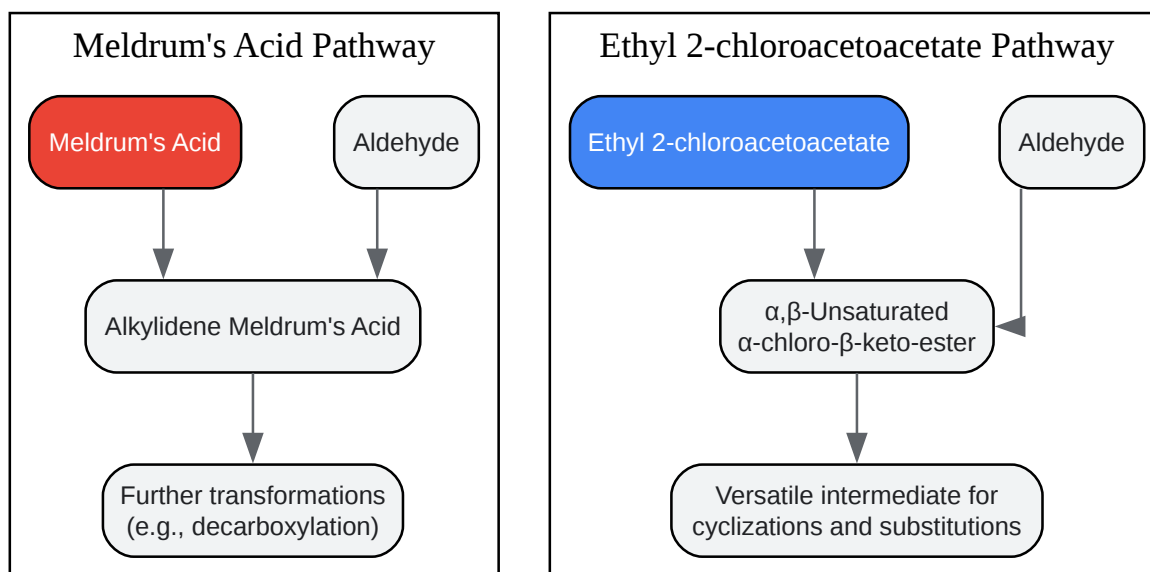 Meldrum's Acid Pathway
Meldrum's Acid
Aldehyde
Alkylidene Meldrum's Acid
Further transformations
(e.g., decarboxylation)
Ethyl 2-chloroacetoacetate Pathway
Ethyl 2-chloroacetoacetate
Aldehyde
α,β-Unsaturated
α-chloro-β-keto-ester
Versatile intermediate for
cyclizations and substitutions